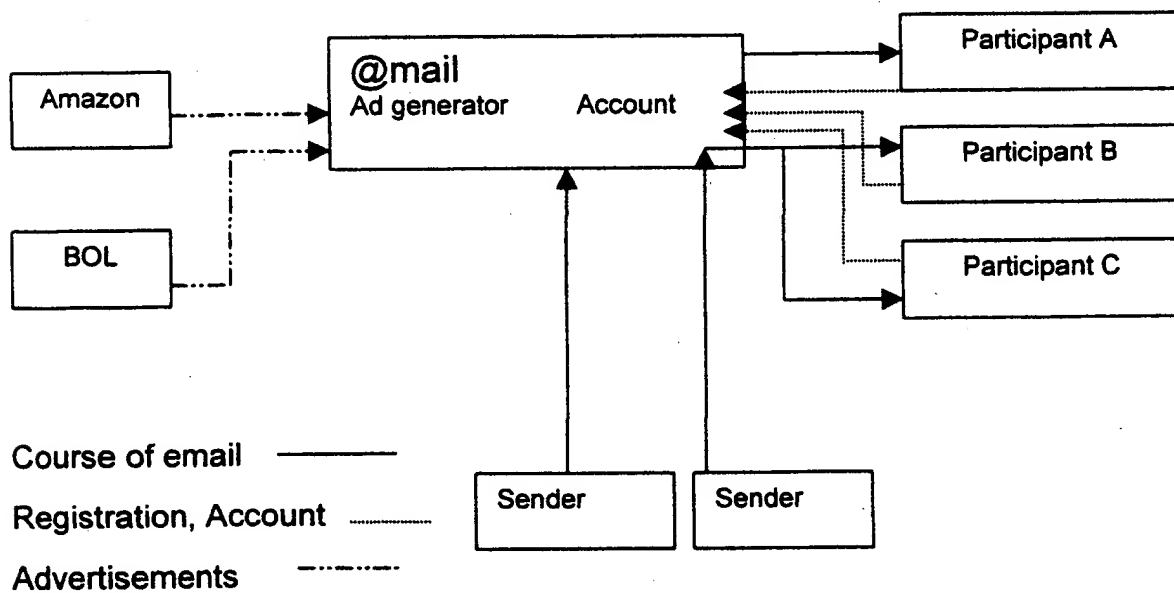 Amazon
BOL
@mail
Ad generator Account
Participant A
Participant B
Participant C
Sender
Sender
Course of email
Registration, Account
Advertisements